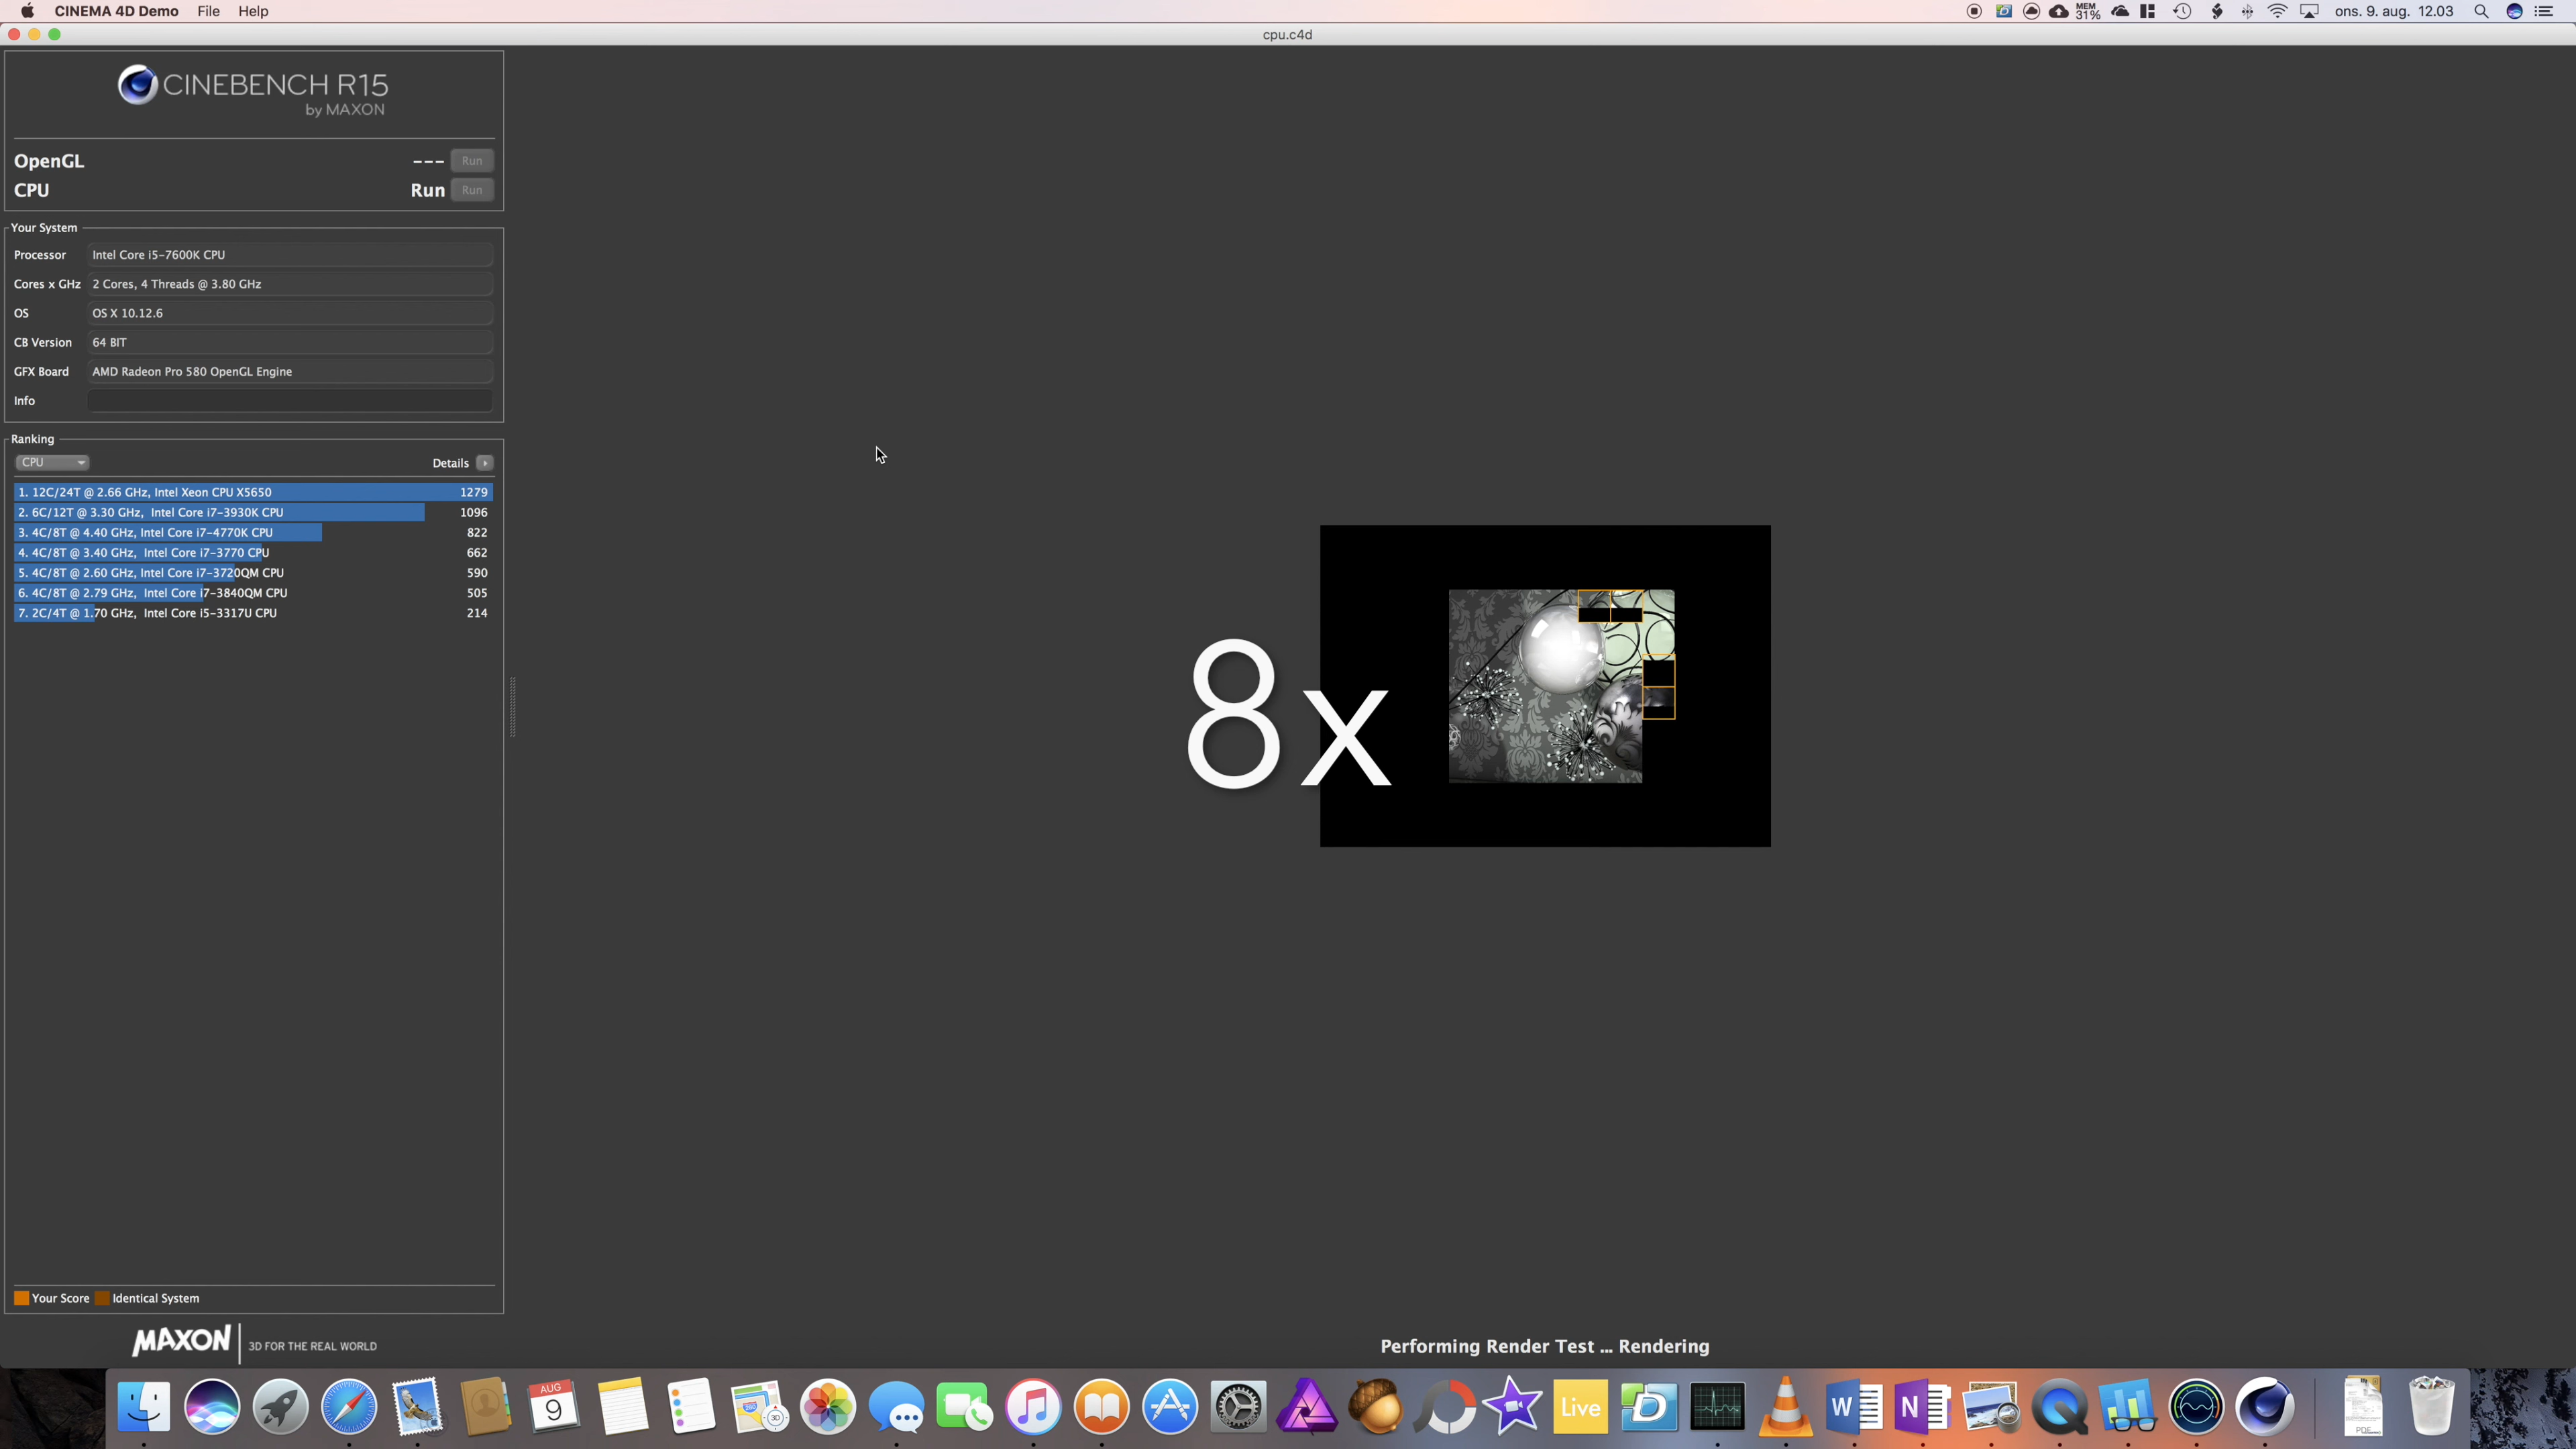 CINEMA 4D Demo File Help
MEM 31% ons. 9. aug. 12.03
cpu.c4d
CINEBENCH R15
by MAXON
OpenGL --- Run
CPU Run Run
Your System
Processor Intel Core i5-7600K CPU
Cores x GHz 2 Cores, 4 Threads @ 3.80 GHz
OS OS X 10.12.6
CB Version 64 BIT
GFX Board AMD Radeon Pro 580 OpenGL Engine
Info
Ranking
CPU Details
1. 12C/24T @ 2.66 GHz, Intel Xeon CPU X5650 1279
2. 6C/12T @ 3.30 GHz, Intel Core i7-3930K CPU 1096
3. 4C/8T @ 4.40 GHz, Intel Core i7-4770K CPU 822
4. 4C/8T @ 3.40 GHz, Intel Core i7-3770 CPU 662
5. 4C/8T @ 2.60 GHz, Intel Core i7-3720QM CPU 590
6. 4C/8T @ 2.79 GHz, Intel Core i7-3840QM CPU 505
7. 2C/4T @ 1.70 GHz, Intel Core i5-3317U CPU 214
8x
Your Score Identical System
MAXON 3D FOR THE REAL WORLD
Performing Render Test ... Rendering
AUG
9
3D
Live
D
W
N
PDF